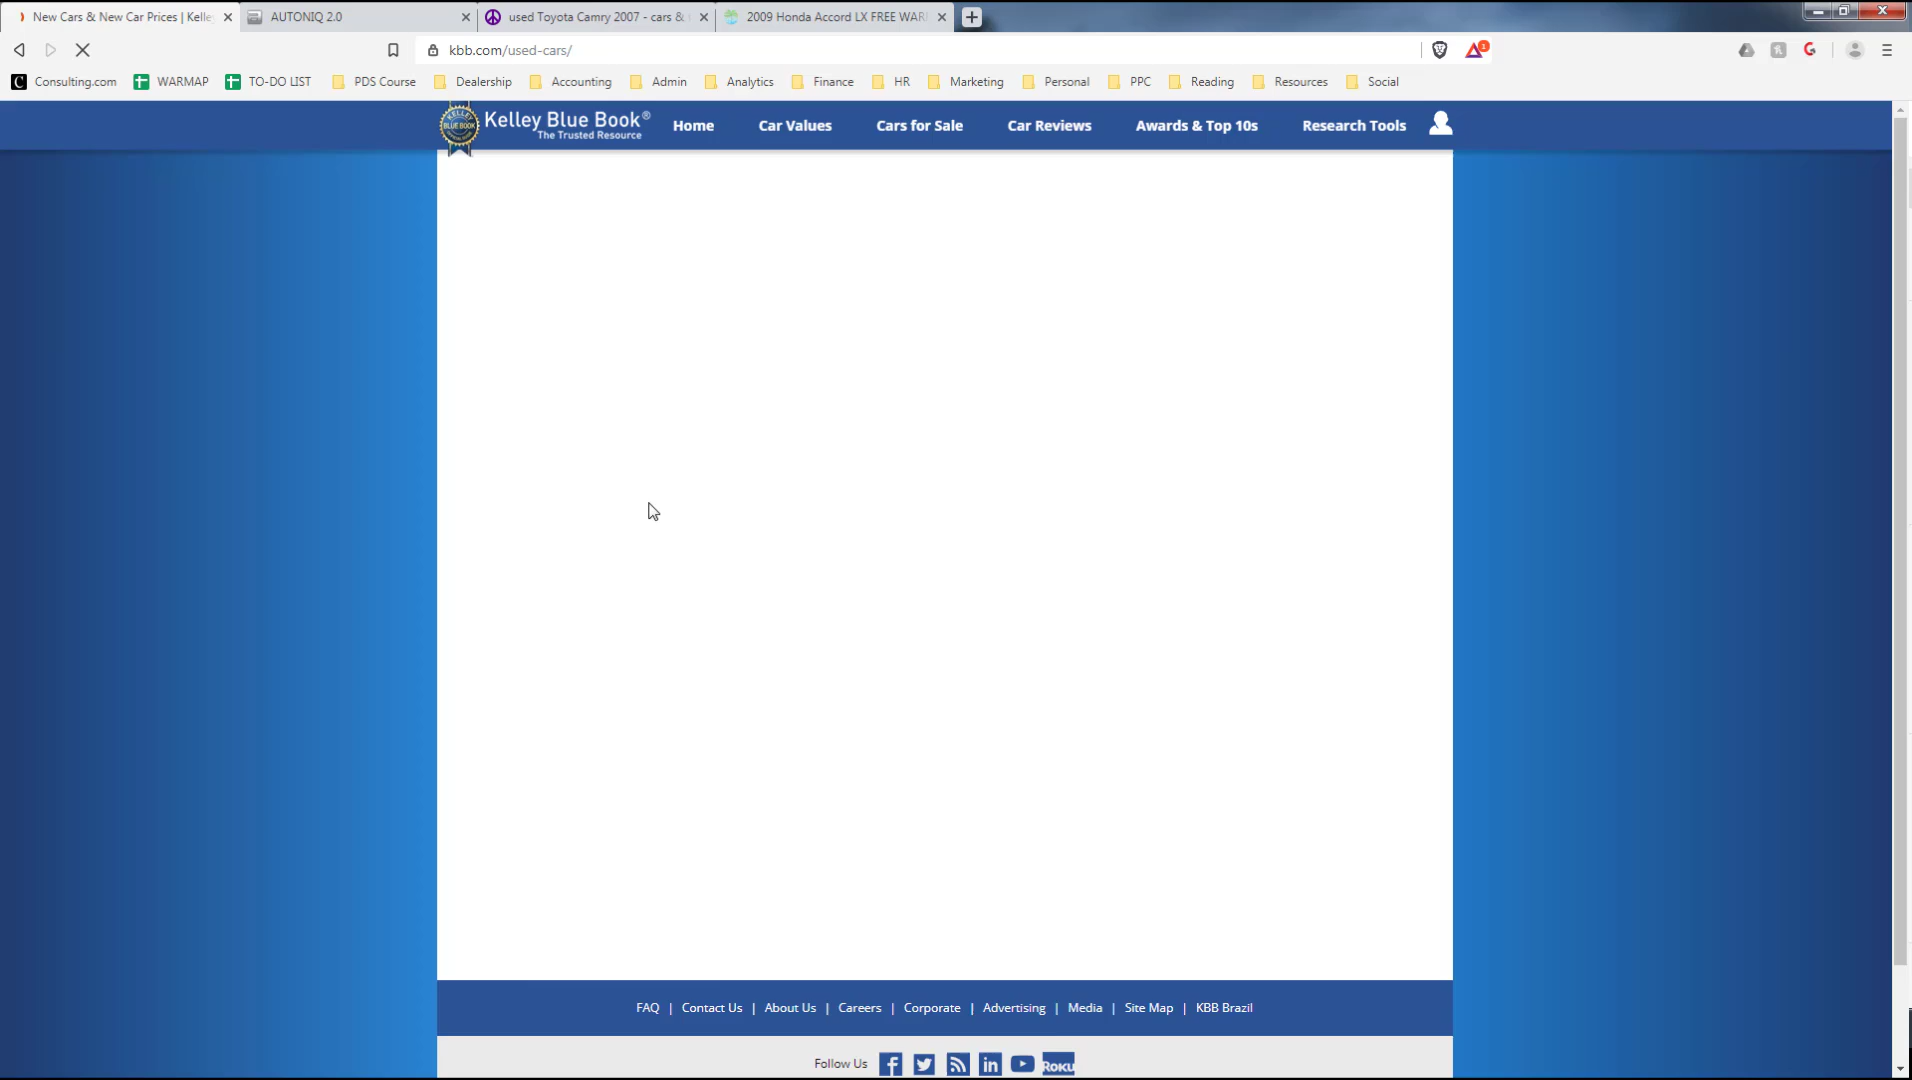 New Cars & New Car Prices | Kelle
AUTONIQ 2.0
used Toyota Camry 2007 - cars &
2009 Honda Accord LX FREE WAR
kbb.com/used-cars/
1
Consulting.com
WARMAP
TO-DO LIST
PDS Course
Dealership
Accounting
Admin
Analytics
Finance
HR
Marketing
Personal
PPC
Reading
Resources
Social
KELLEY BLUE BOOK
Kelley Blue Book®
The Trusted Resource
Home
Car Values
Cars for Sale
Car Reviews
Awards & Top 10s
Research Tools
FAQ | Contact Us | About Us | Careers | Corporate | Advertising | Media | Site Map | KBB Brazil
Follow Us
ROKU